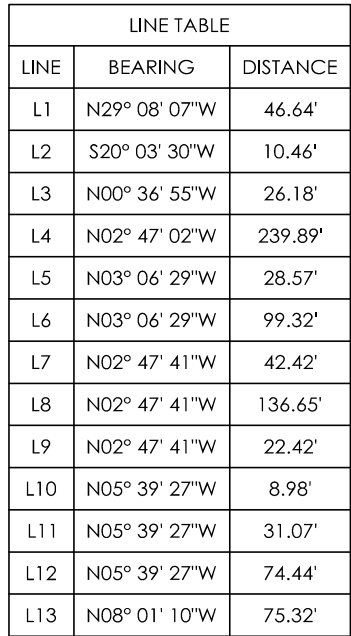 LINE TABLE
LINE BEARING DISTANCE
L1 N29° 08' 07"W 46.64'
L2 S20° 03' 30"W 10.46'
L3 N00° 36' 55"W 26.18'
L4 N02° 47' 02"W 239.89'
L5 N03° 06' 29"W 28.57'
L6 N03° 06' 29"W 99.32'
L7 N02° 47' 41"W 42.42'
L8 N02° 47' 41"W 136.65'
L9 N02° 47' 41"W 22.42'
L10 N05° 39' 27"W 8.98'
L11 N05° 39' 27"W 31.07'
L12 N05° 39' 27"W 74.44'
L13 N08° 01' 10"W 75.32'